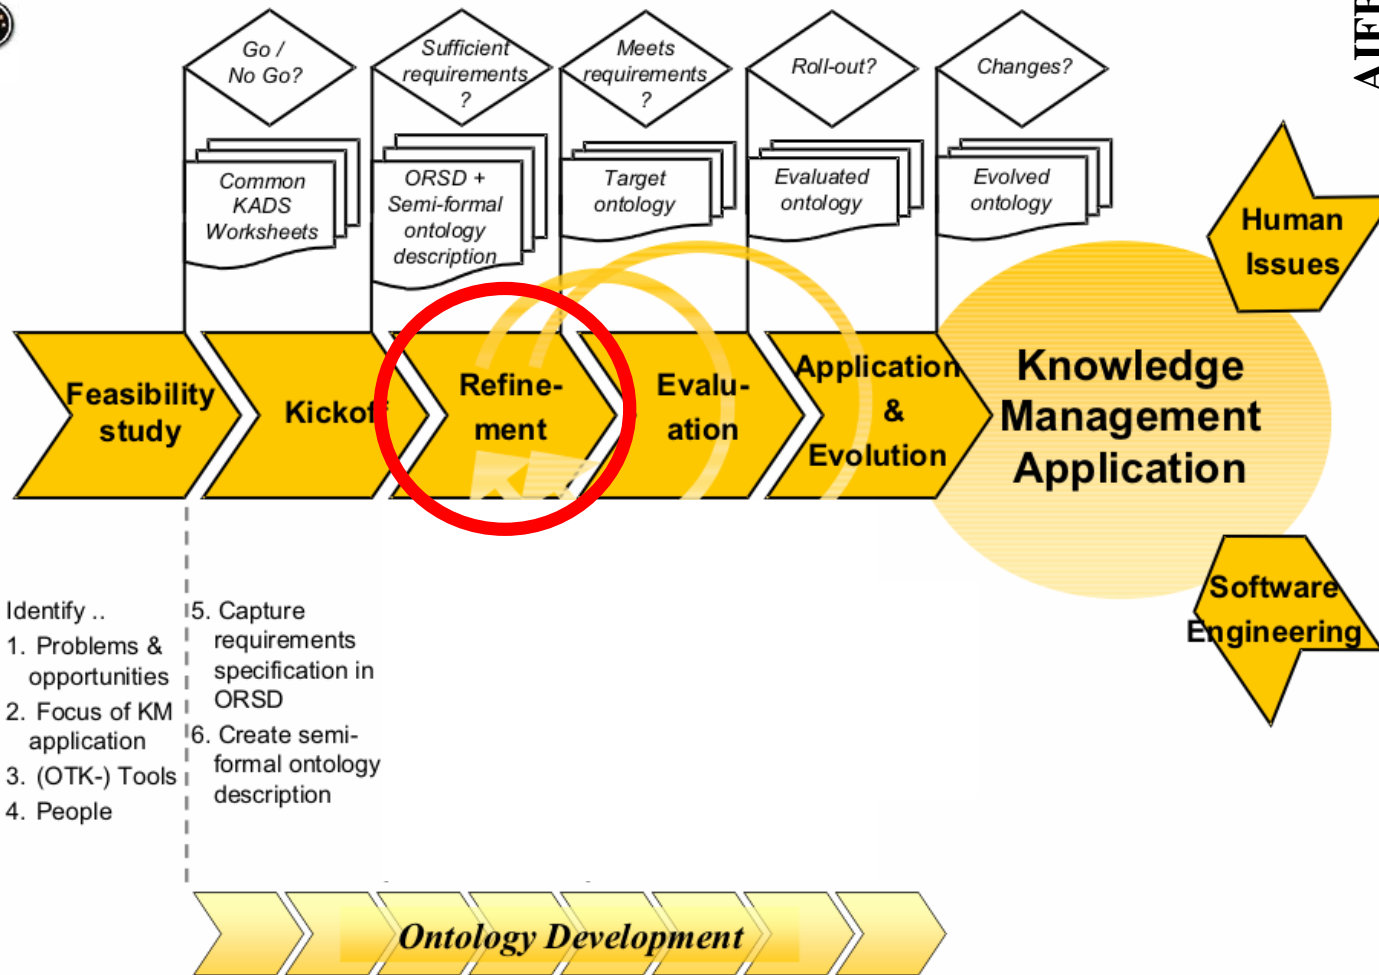 Go /
No Go?
Sufficient
requirements
?
Meets
requirements
?
Roll-out?
Changes?
Common
KADS
Worksheets
ORSD +
Semi-formal
ontology
description
Target
ontology
Evaluated
ontology
Evolved
ontology
Human
Issues
Feasibility
study
Kickoff
Refine-
ment
Evalu-
ation
Application
&
Evolution
Knowledge
Management
Application
Software
Engineering
Identify ..
1. Problems &
opportunities
2. Focus of KM
application
3. (OTK-) Tools
4. People
5. Capture
requirements
specification in
ORSD
6. Create semi-
formal ontology
description
Ontology Development